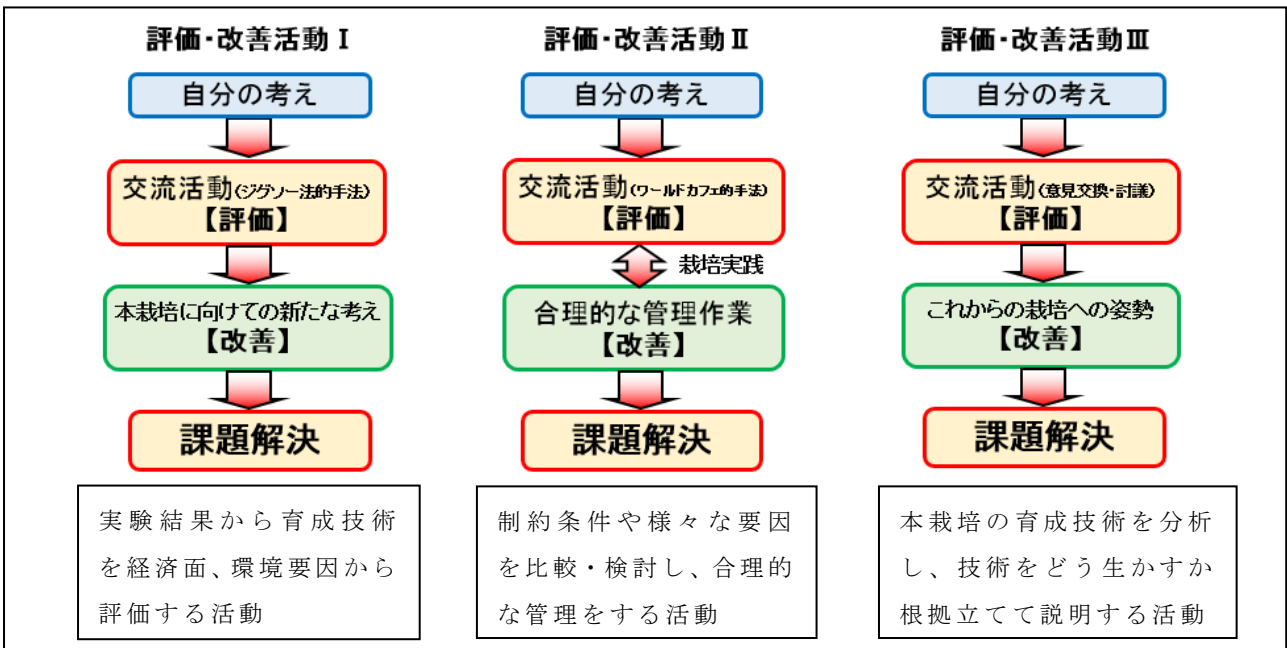 評価・改善活動Ⅰ
自分の考え
交流活動(ジグソー法的手法)
【評価】
本栽培に向けての新たな考え
【改善】
課題解決
実験結果から育成技術
を経済面、環境要因から
評価する活動
評価・改善活動Ⅱ
自分の考え
交流活動(ワールドカフェ的手法)
【評価】
栽培実践
合理的な管理作業
【改善】
課題解決
制約条件や様々な要因
を比較・検討し、合理的
な管理をする活動
評価・改善活動Ⅲ
自分の考え
交流活動(意見交換・討議)
【評価】
これからの栽培への姿勢
【改善】
課題解決
本栽培の育成技術を分析
し、技術をどう生かすか
根拠立てて説明する活動